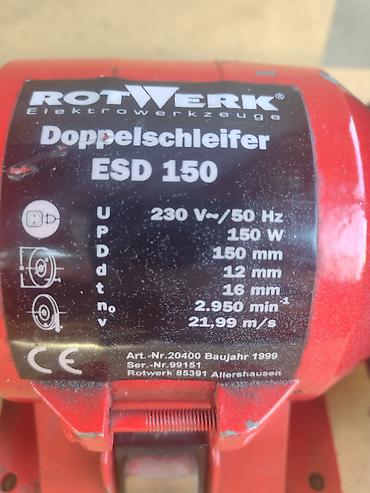 ROTWERK®
Elektrowerkzeuge
Doppelschleifer
ESD 150
U 230 V~/50 Hz
P 150 W
D 150 mm
d 12 mm
t 16 mm
n₀ 2.950 min⁻¹
v 21,99 m/s
CE
Art.-Nr.20400 Baujahr 1999
Ser.-Nr.99151
Rotwerk 85391 Allershausen